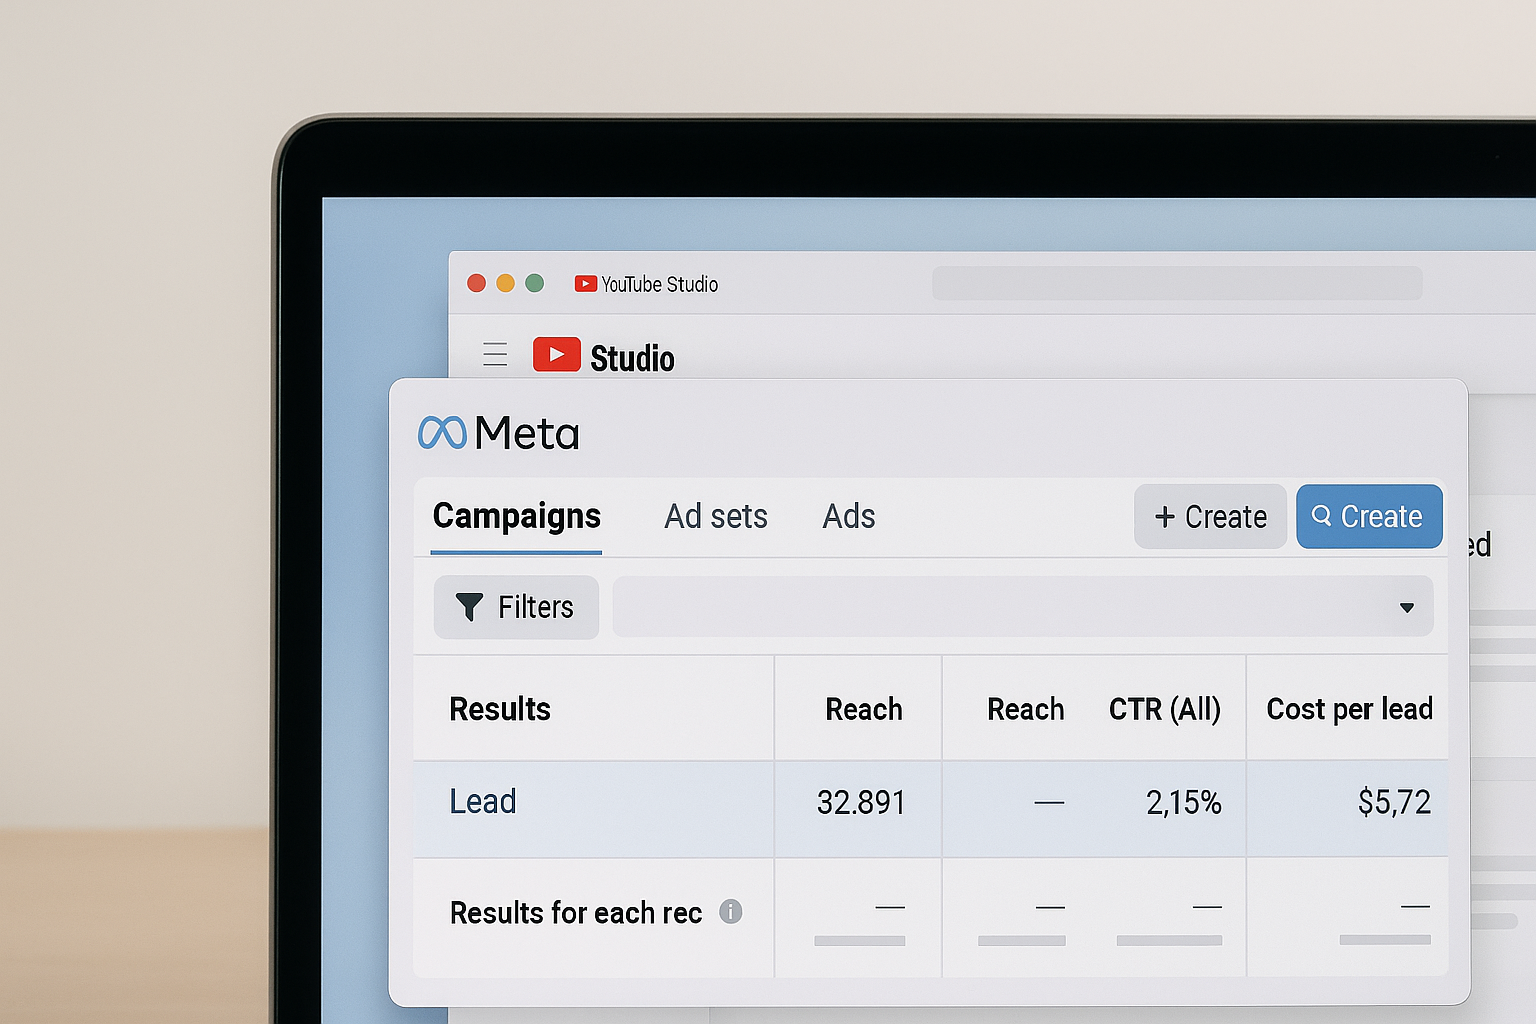 YouTube Studio
Studio
Meta
Campaigns Ad sets Ads + Create Create
ed
Filters
Results Reach Reach CTR (All) Cost per lead
Lead 32.891 — 2,15% $5,72
Results for each rec — — — —